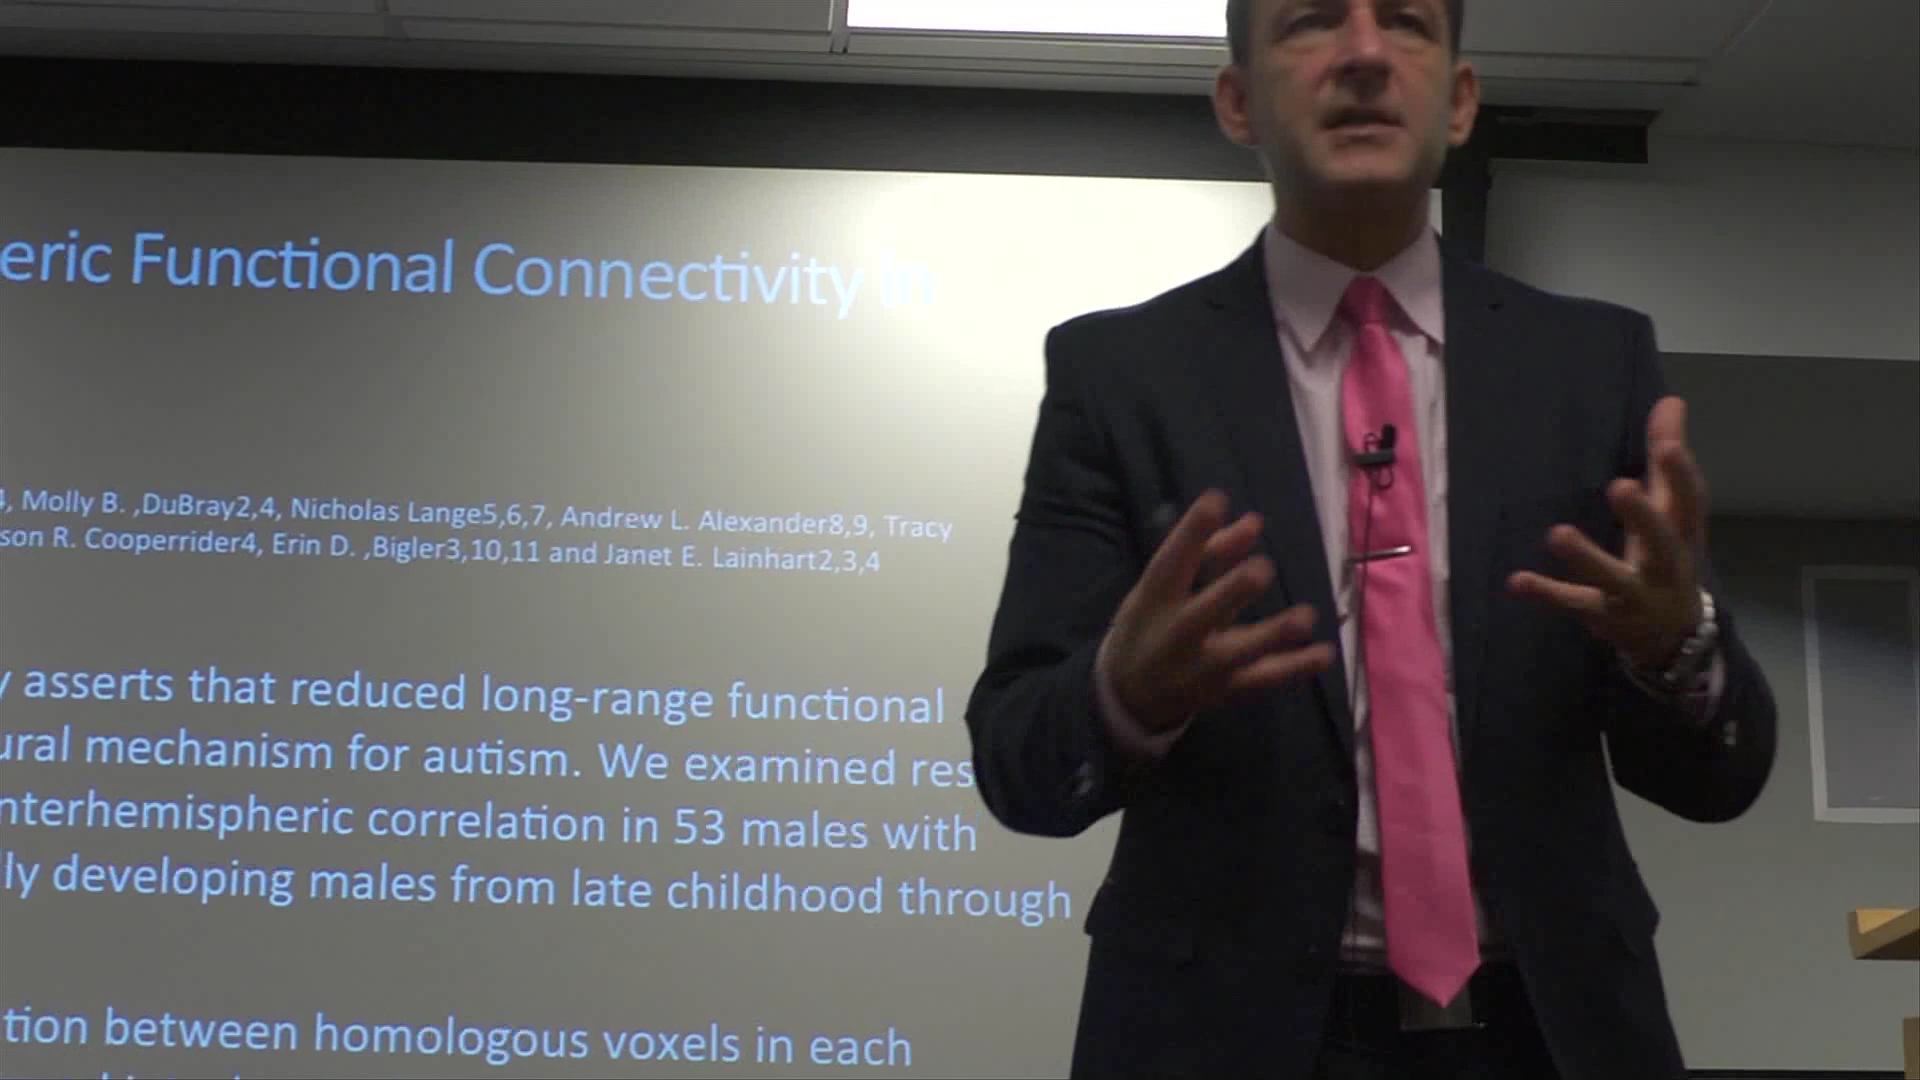 eric Functional Connectivity in
4, Molly B. ,DuBray2,4, Nicholas Lange5,6,7, Andrew L. Alexander8,9, Tracy
son R. Cooperrider4, Erin D. ,Bigler3,10,11 and Janet E. Lainhart2,3,4
y asserts that reduced long-range functional
ural mechanism for autism. We examined res
nterhemispheric correlation in 53 males with
lly developing males from late childhood through
tion between homologous voxels in each